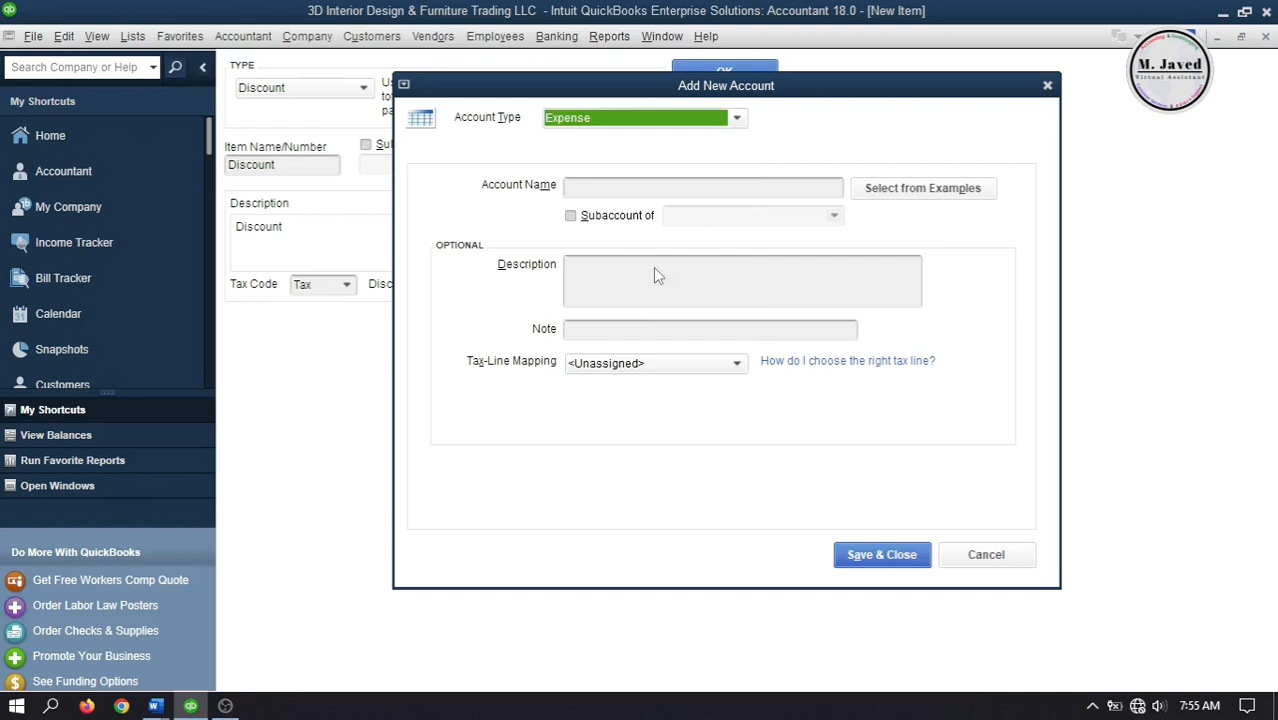 3D Interior Design & Furniture Trading LLC - Intuit QuickBooks Enterprise Solutions: Accountant 18.0 - [New Item]
File Edit View Lists Favorites Accountant Company Customers Vendors Employees Banking Reports Window Help
Search Company or Help
My Shortcuts
Home
Accountant
My Company
Income Tracker
Bill Tracker
Calendar
Snapshots
Customers
My Shortcuts
View Balances
Run Favorite Reports
Open Windows
Do More With QuickBooks
Get Free Workers Comp Quote
Order Labor Law Posters
Order Checks & Supplies
Promote Your Business
See Funding Options
TYPE
Discount
Item Name/Number
Discount
Description
Discount
Tax Code Tax
OK
Add New Account
Account Type Expense
Account Name
Select from Examples
Subaccount of
OPTIONAL
Description
Note
Tax-Line Mapping <Unassigned> How do I choose the right tax line?
Save & Close Cancel
M. Javed
Virtual Assistant
7:55 AM